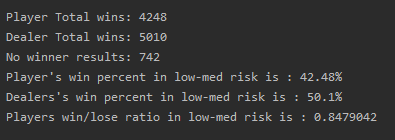 Player Total wins: 4248
Dealer Total wins: 5010
No winner results: 742
Player's win percent in low-med risk is : 42.48%
Dealers's win percent in low-med risk is : 50.1%
Players win/lose ratio in low-med risk is : 0.8479042